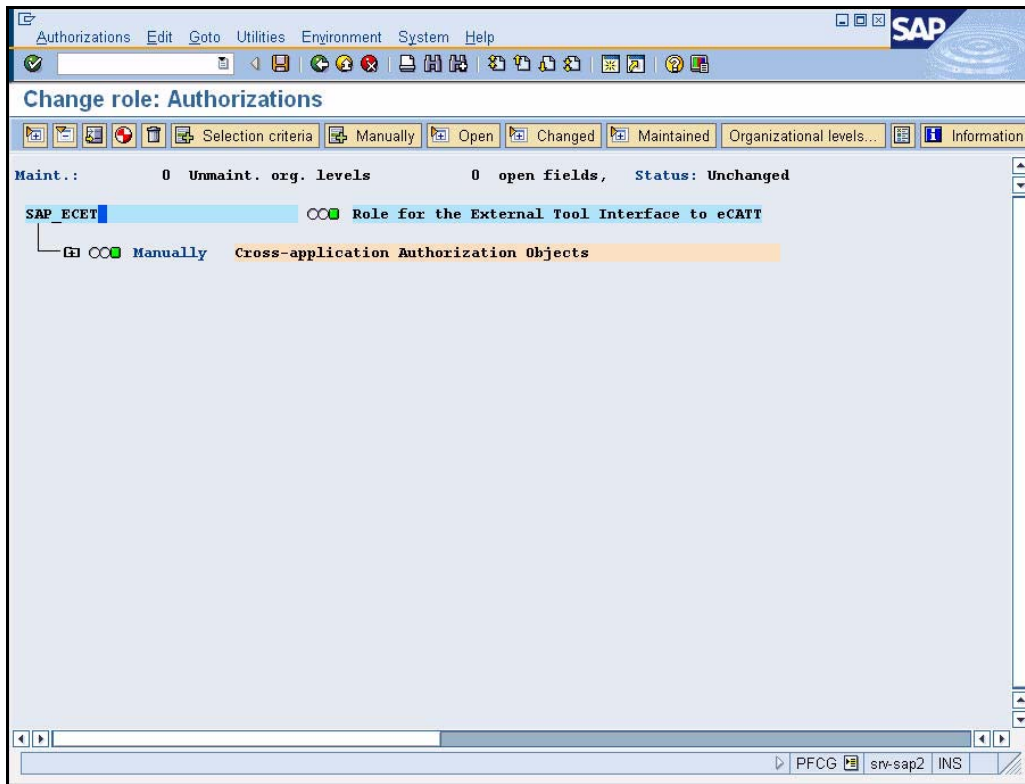 Authorizations Edit Goto Utilities Environment System Help
SAP
Change role: Authorizations
Selection criteria Manually Open Changed Maintained Organizational levels... Information
Maint.: 0 Unmaint. org. levels 0 open fields, Status: Unchanged
SAP_ECET Role for the External Tool Interface to eCATT
Manually Cross-application Authorization Objects
PFCG srv-sap2 INS